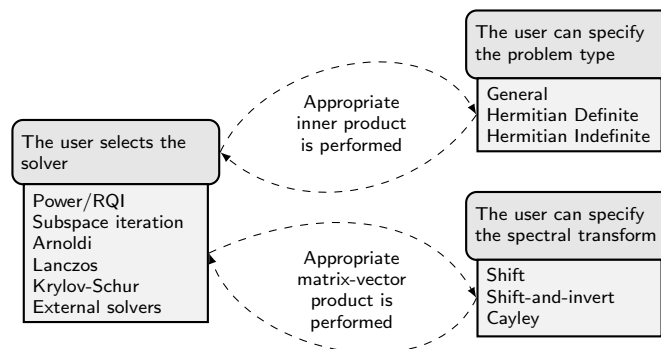 The user selects the
solver
Power/RQI
Subspace iteration
Arnoldi
Lanczos
Krylov-Schur
External solvers
Appropriate
inner product
is performed
The user can specify
the problem type
General
Hermitian Definite
Hermitian Indefinite
Appropriate
matrix-vector
product is
performed
The user can specify
the spectral transform
Shift
Shift-and-invert
Cayley